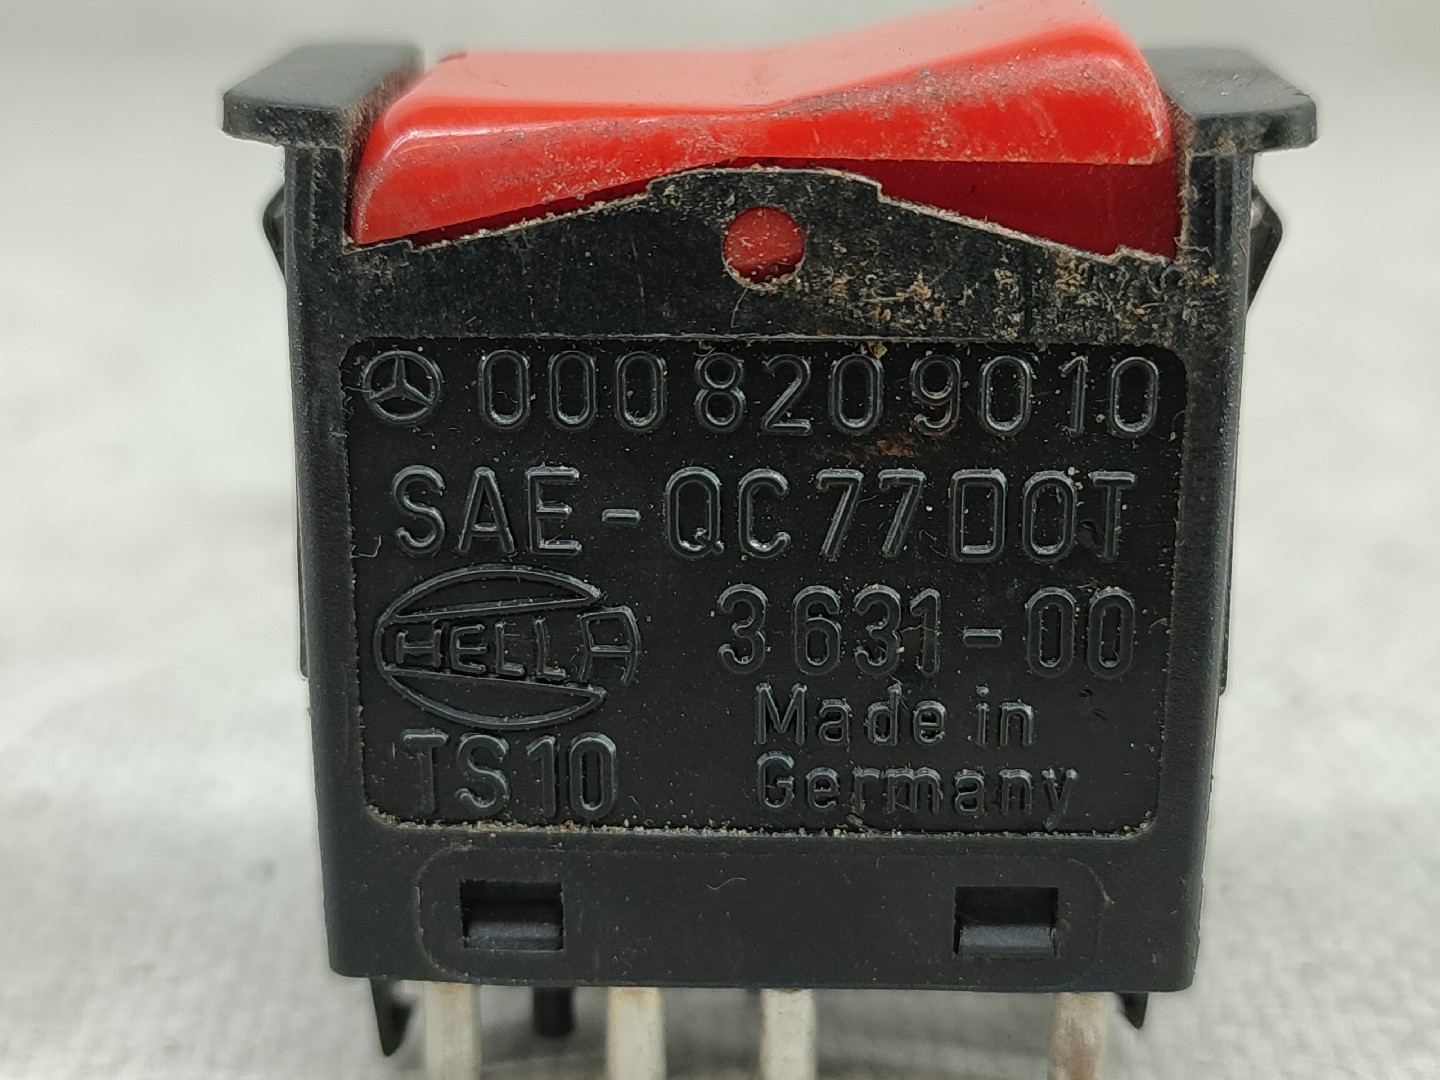 000 820 90 10
SAE-QC77DOT
HELLA 3631-00
TS10 Made in
Germany